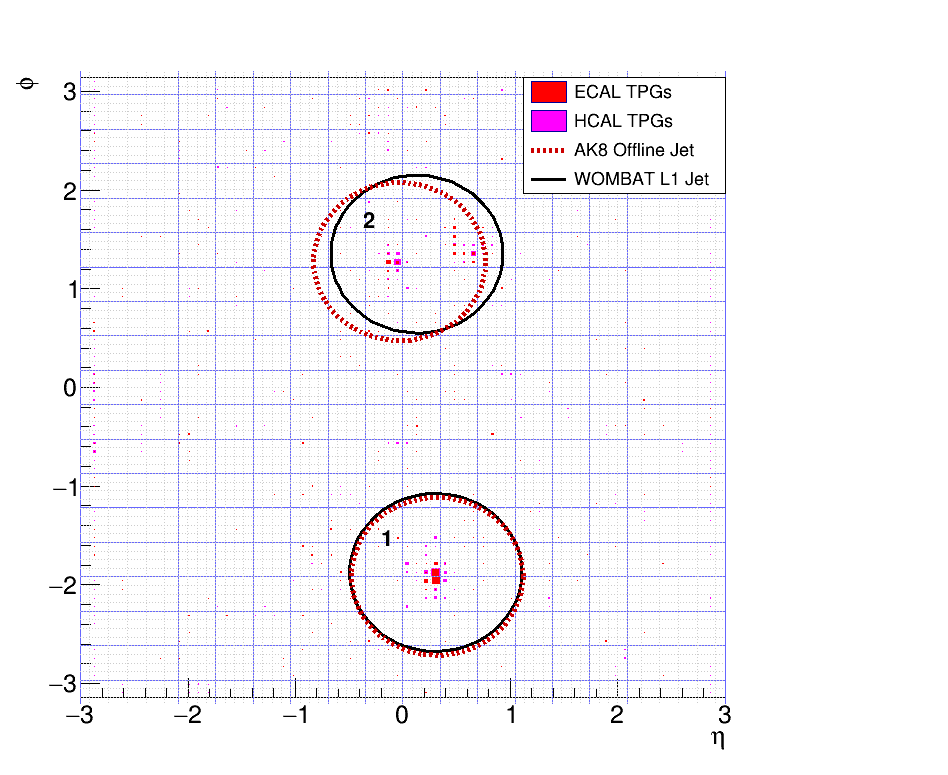 ϕ
3
2
1
0
−1
−2
−3
ECAL TPGs
HCAL TPGs
AK8 Offline Jet
WOMBAT L1 Jet
2
1
−3 −2 −1 0 1 2 3
η